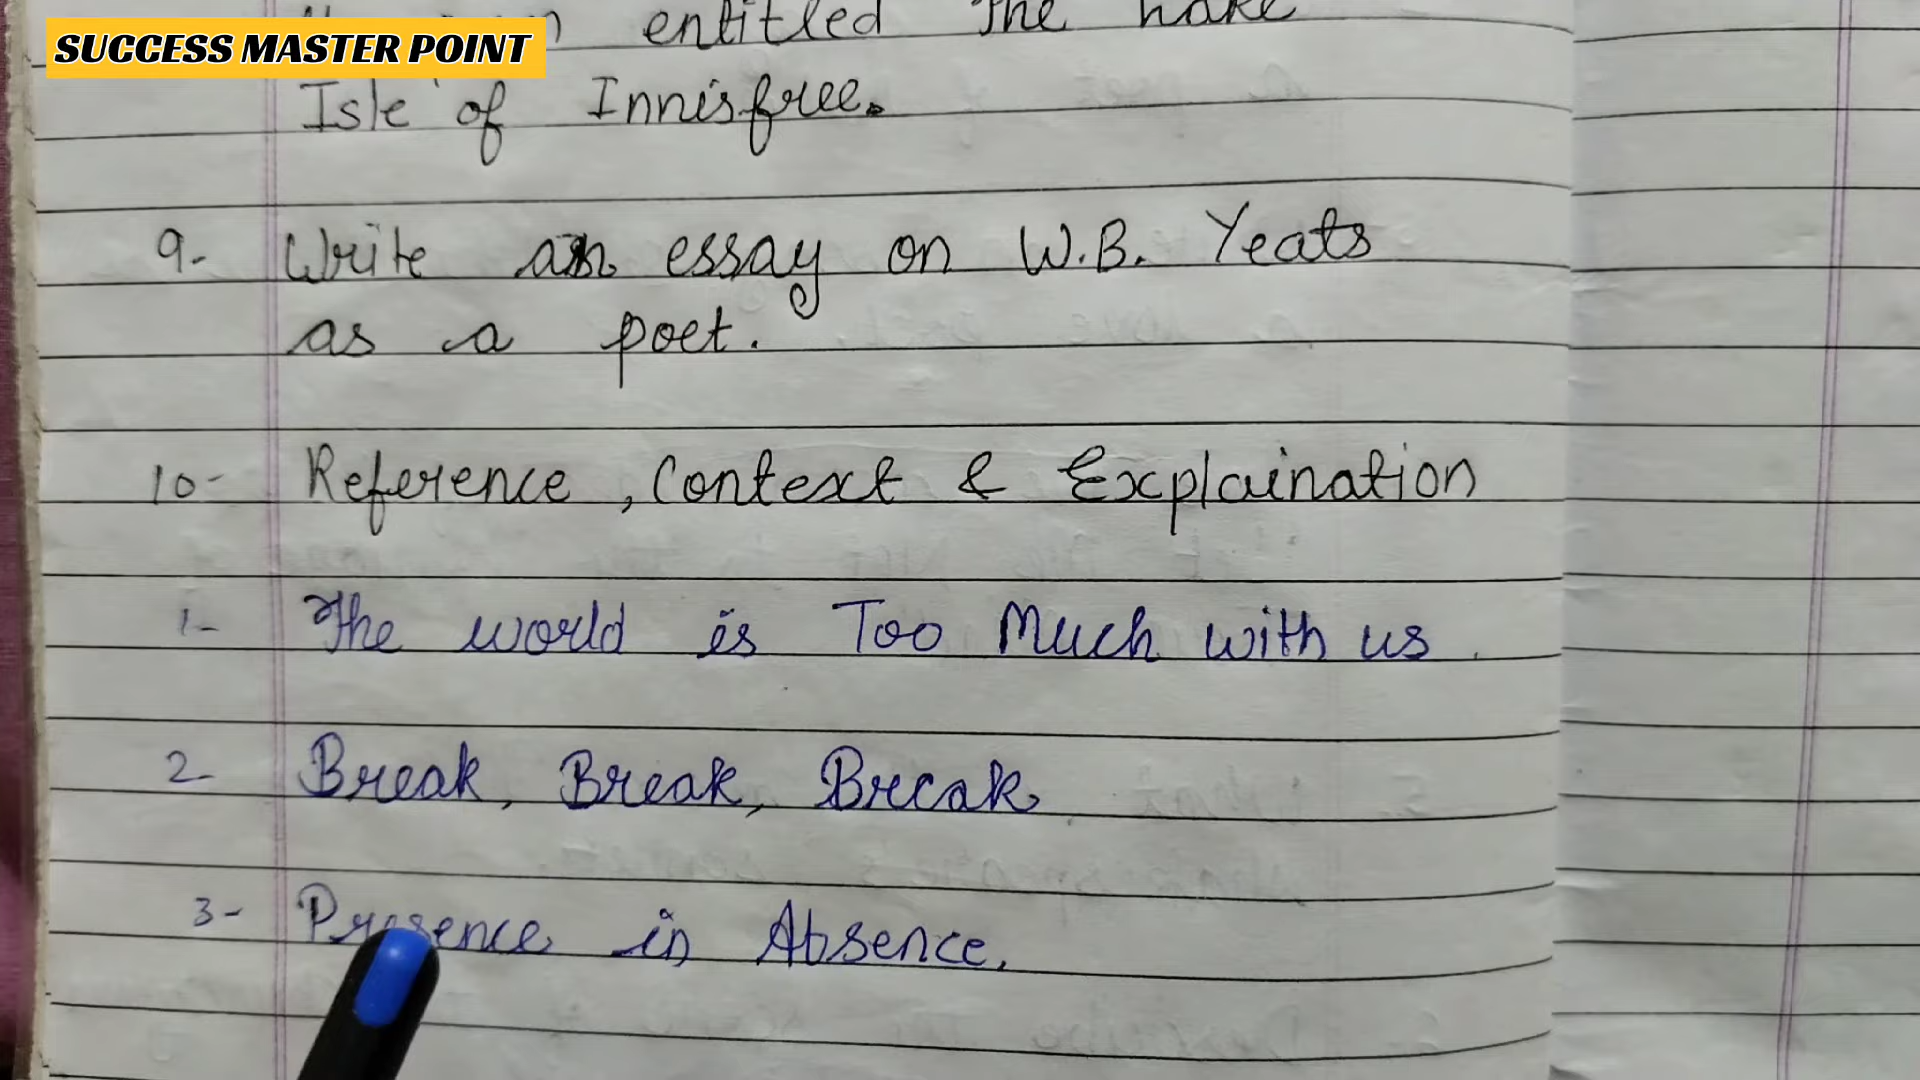 SUCCESS MASTER POINT
entitled The
Isle of Innisfree.
9- Write an essay on W.B. Yeats
as a poet.
10- Reference, Context & Explaination
1- The world is Too Much with us.
2- Break, Break, Break
3- Presence in Absence.